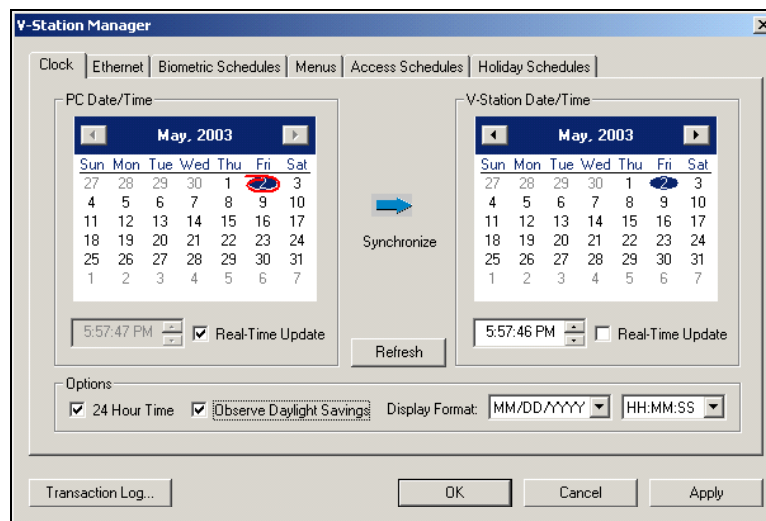 V-Station Manager
Clock Ethernet Biometric Schedules Menus Access Schedules Holiday Schedules
PC Date/Time
May, 2003
Sun Mon Tue Wed Thu Fri Sat
27 28 29 30 1 2 3
4 5 6 7 8 9 10
11 12 13 14 15 16 17
18 19 20 21 22 23 24
25 26 27 28 29 30 31
1 2 3 4 5 6 7
5:57:47 PM Real-Time Update
Synchronize
Refresh
V-Station Date/Time
May, 2003
Sun Mon Tue Wed Thu Fri Sat
27 28 29 30 1 2 3
4 5 6 7 8 9 10
11 12 13 14 15 16 17
18 19 20 21 22 23 24
25 26 27 28 29 30 31
1 2 3 4 5 6 7
5:57:46 PM Real-Time Update
Options
24 Hour Time Observe Daylight Savings Display Format: MM/DD/YYYY HH:MM:SS
Transaction Log... OK Cancel Apply